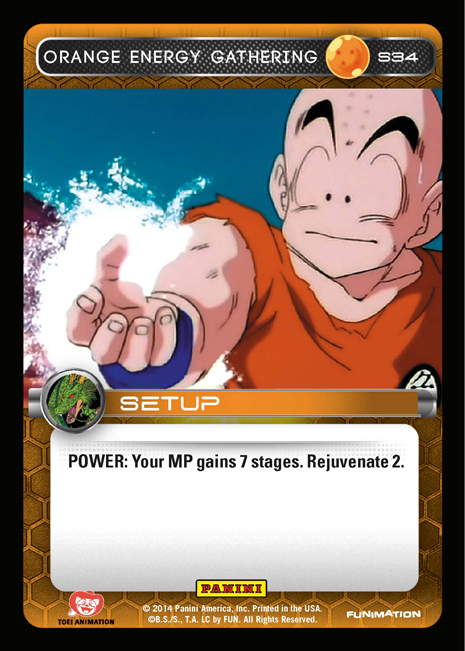 ORANGE ENERGY GATHERING S34
SETUP
POWER: Your MP gains 7 stages. Rejuvenate 2.
PANINI
© 2014 Panini America, Inc. Printed in the USA.
©B.S./S., T.A. LC by FUN. All Rights Reserved.
TOEI ANIMATION
FUNIMATION